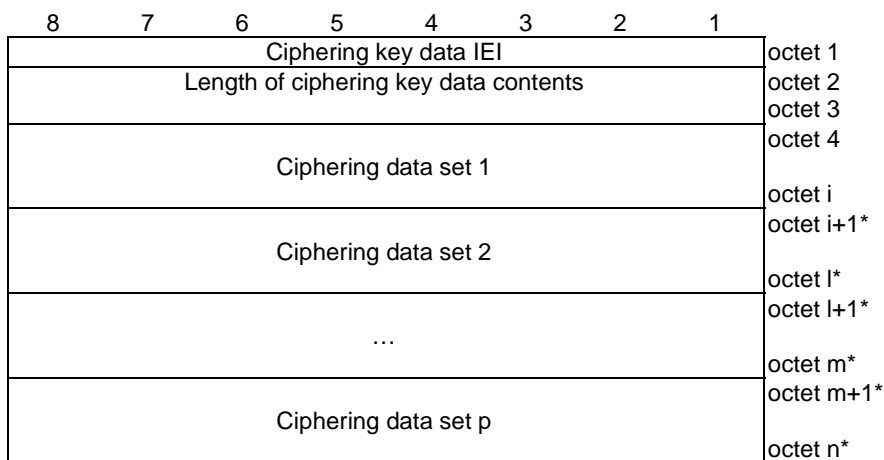 8 7 6 5 4 3 2 1
Ciphering key data IEI octet 1
Length of ciphering key data contents octet 2
octet 3
octet 4
Ciphering data set 1
octet i
octet i+1*
Ciphering data set 2
octet l*
octet l+1*
…
octet m*
octet m+1*
Ciphering data set p
octet n*